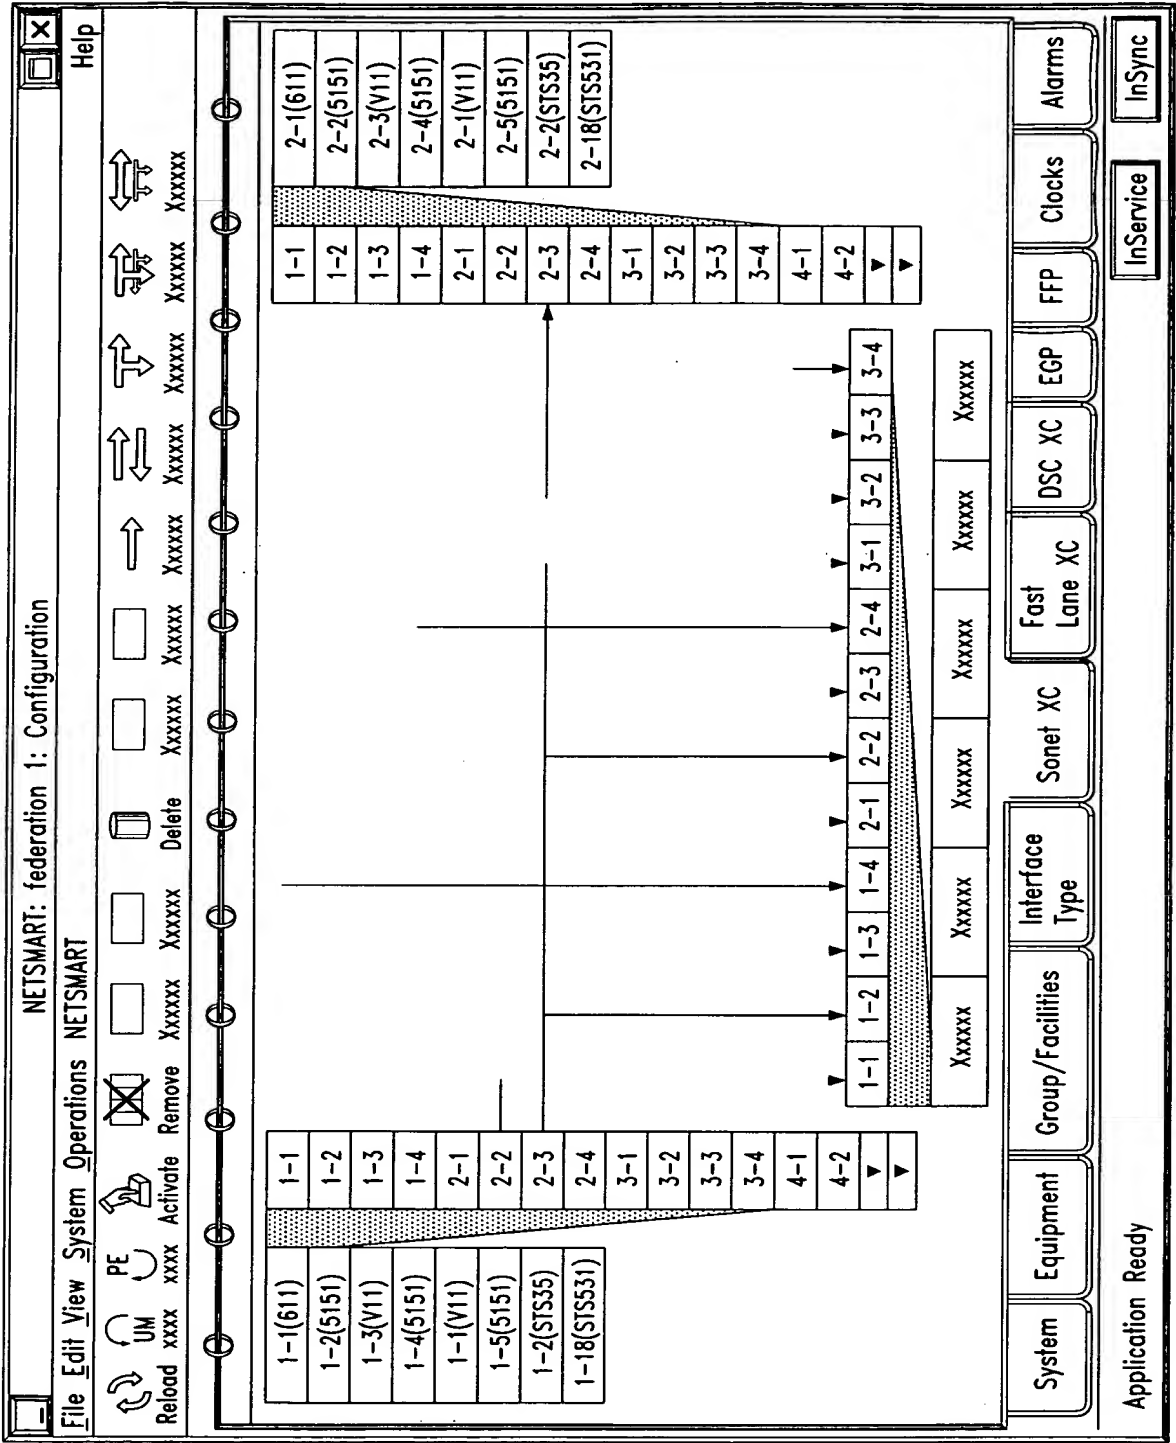 NETSMART: federation 1: Configuration
File Edit View System Operations NETSMART Help
UM PE
Reload xxxx xxxx Activate Remove Xxxxxx Xxxxxx Delete Xxxxxx Xxxxxx Xxxxxx Xxxxxx Xxxxxx Xxxxxx Xxxxxx
1-1(611)
1-2(5151)
1-3(V11)
1-4(5151)
1-1(V11)
1-5(5151)
1-2(STS35)
1-18(STS531)
1-1
1-2
1-3
1-4
2-1
2-2
2-3
2-4
3-1
3-2
3-3
3-4
4-1
4-2
1-1 1-2 1-3 1-4 2-1 2-2 2-3 2-4 3-1 3-2 3-3 3-4
Xxxxxx Xxxxxx Xxxxxx Xxxxxx Xxxxxx Xxxxxx
1-1
1-2
1-3
1-4
2-1
2-2
2-3
2-4
3-1
3-2
3-3
3-4
4-1
4-2
2-1(611)
2-2(5151)
2-3(V11)
2-4(5151)
2-1(V11)
2-5(5151)
2-2(STS35)
2-18(STS531)
System
Equipment
Group/Facilities
Interface
Type
Sonet XC
Fast
Lane XC
DSC XC
EGP
FFP
Clocks
Alarms
Application Ready InService InSync